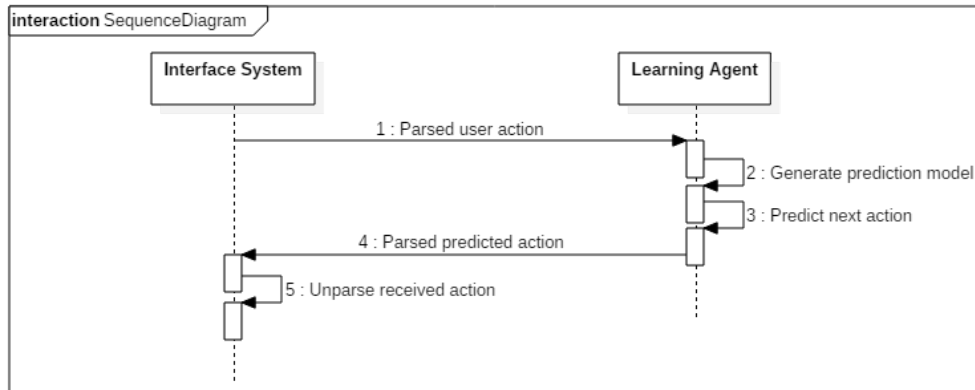 interaction SequenceDiagram
Interface System
Learning Agent
1 : Parsed user action
2 : Generate prediction model
3 : Predict next action
4 : Parsed predicted action
5 : Unparse received action